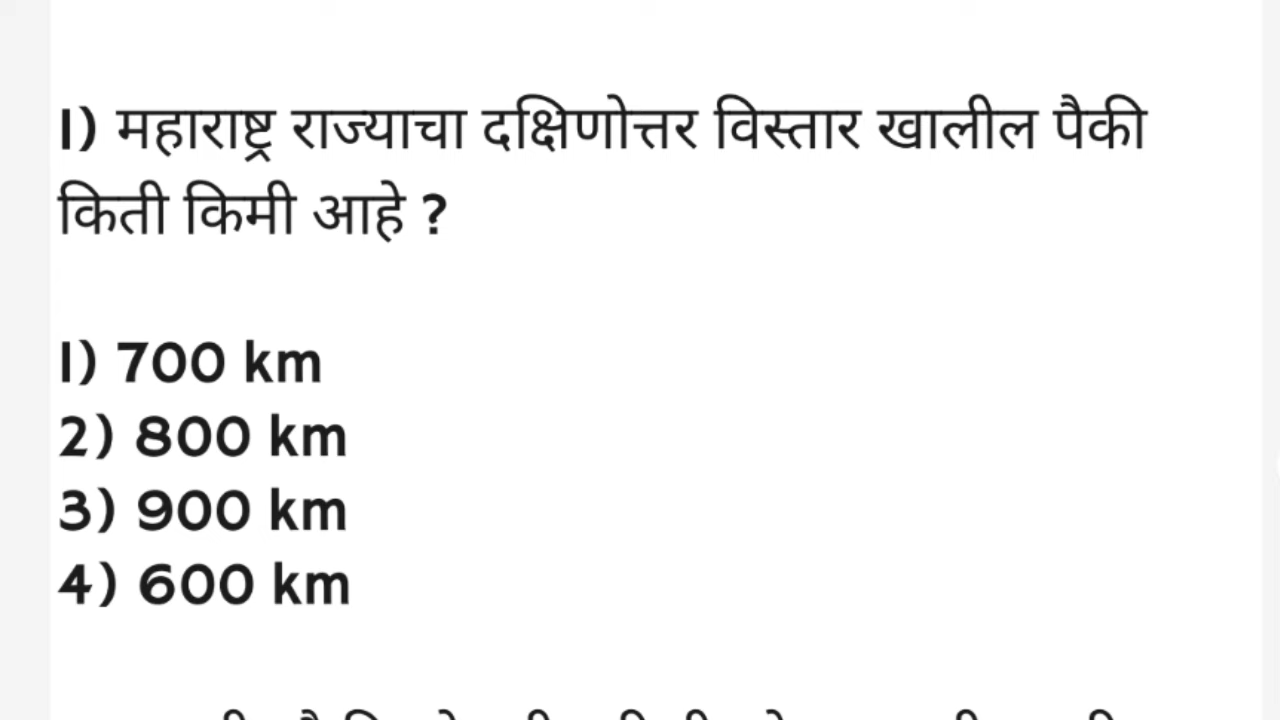 1) महाराष्ट्र राज्याचा दक्षिणोत्तर विस्तार खालील पैकी
किती किमी आहे ?
1) 700 km
2) 800 km
3) 900 km
4) 600 km